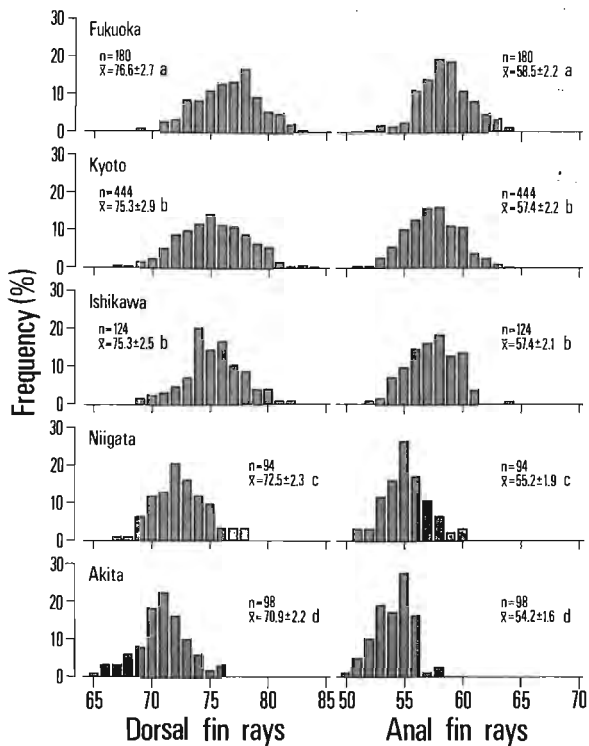 Frequency (%)
30
20
10
0
Fukuoka
n=180
x̄=76.6±2.7 a
n=180
x̄=58.5±2.2 a
30
20
10
0
Kyoto
n=444
x̄=75.3±2.9 b
n=444
x̄=57.4±2.2 b
30
20
10
0
Ishikawa
n=124
x̄=75.3±2.5 b
n=124
x̄=57.4±2.1 b
30
20
10
0
Niigata
n=94
x̄=72.5±2.3 c
n=94
x̄=55.2±1.9 c
30
20
10
0
Akita
n=98
x̄=70.9±2.2 d
n=98
x̄=54.2±1.6 d
65 70 75 80 85 50 55 60 65 70
Dorsal fin rays
Anal fin rays